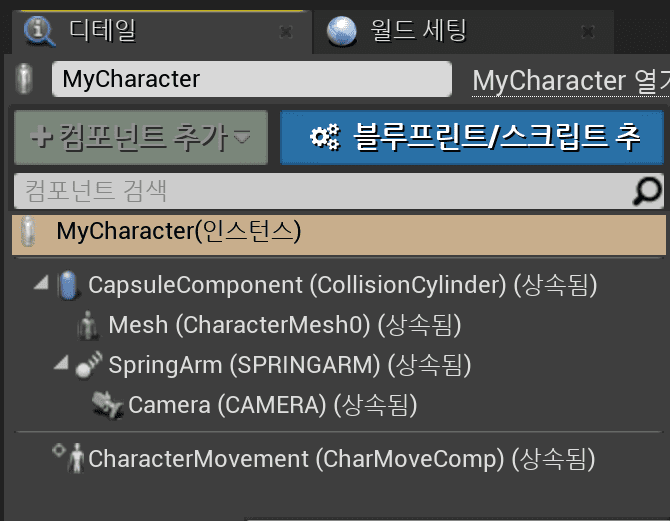 디테일
월드 세팅
MyCharacter
MyCharacter 열기
컴포넌트 추가
블루프린트/스크립트 추
컴포넌트 검색
MyCharacter(인스턴스)
CapsuleComponent (CollisionCylinder) (상속됨)
Mesh (CharacterMesh0) (상속됨)
SpringArm (SPRINGARM) (상속됨)
Camera (CAMERA) (상속됨)
CharacterMovement (CharMoveComp) (상속됨)